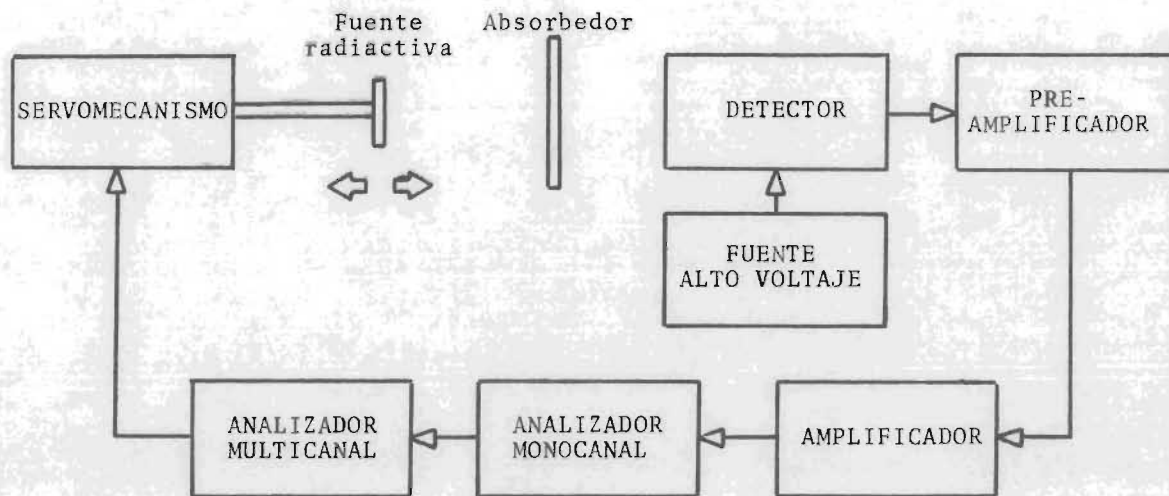 Fuente
radiactiva
Absorbedor
SERVOMECANISMO
DETECTOR
PRE-
AMPLIFICADOR
FUENTE
ALTO VOLTAJE
ANALIZADOR
MULTICANAL
ANALIZADOR
MONOCANAL
AMPLIFICADOR